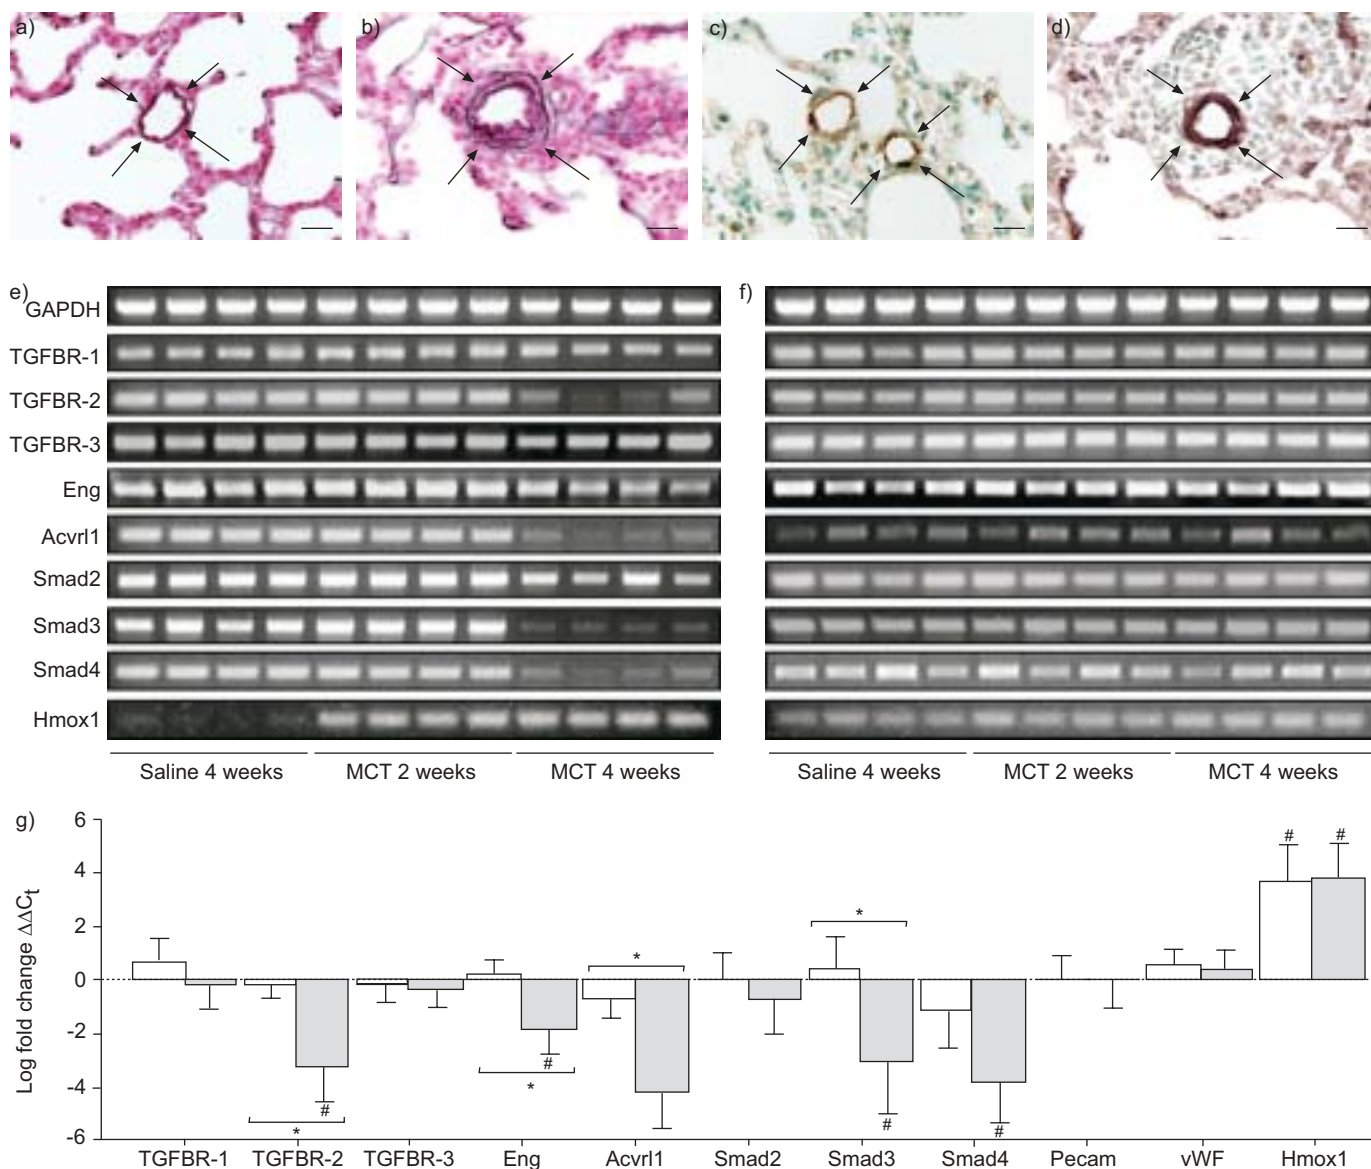 a)
b)
c)
d)
e)
f)
GAPDH
TGFBR-1
TGFBR-2
TGFBR-3
Eng
Acvrl1
Smad2
Smad3
Smad4
Hmox1
Saline 4 weeks MCT 2 weeks MCT 4 weeks
Saline 4 weeks MCT 2 weeks MCT 4 weeks
g)
Log fold change ΔΔCt
6
4
2
0
-2
-4
-6
# #
* *
# # # #
* *
TGFBR-1 TGFBR-2 TGFBR-3 Eng Acvrl1 Smad2 Smad3 Smad4 Pecam vWF Hmox1